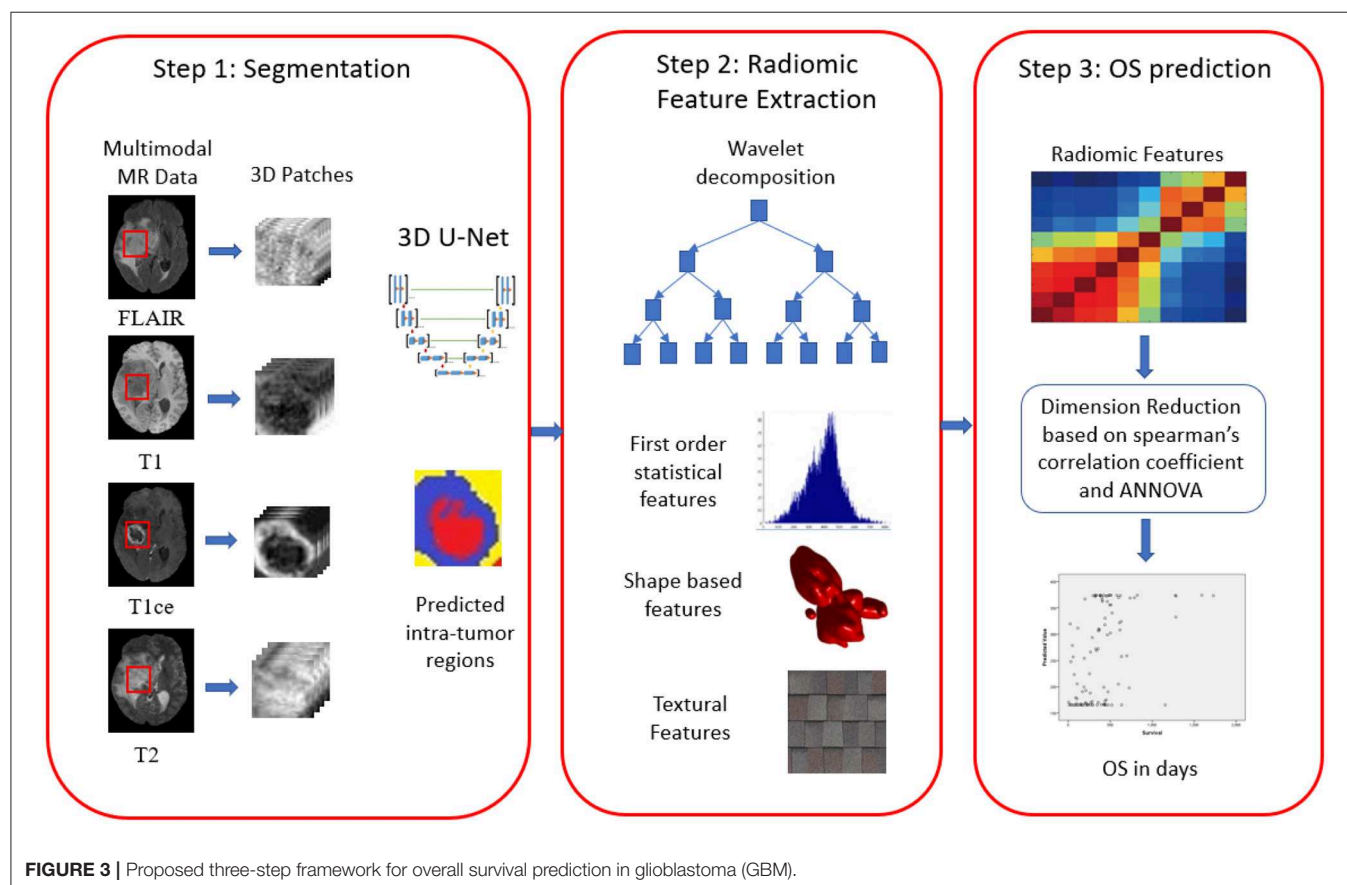 Step 1: Segmentation
Multimodal
MR Data
3D Patches
FLAIR
T1
T1ce
T2
3D U-Net
Predicted
intra-tumor
regions
Step 2: Radiomic
Feature Extraction
Wavelet
decomposition
First order
statistical
features
Shape based
features
Textural
Features
Step 3: OS prediction
Radiomic Features
Dimension Reduction
based on spearman's
correlation coefficient
and ANNOVA
Predicted Value
Survival
OS in days
FIGURE 3 | Proposed three-step framework for overall survival prediction in glioblastoma (GBM).